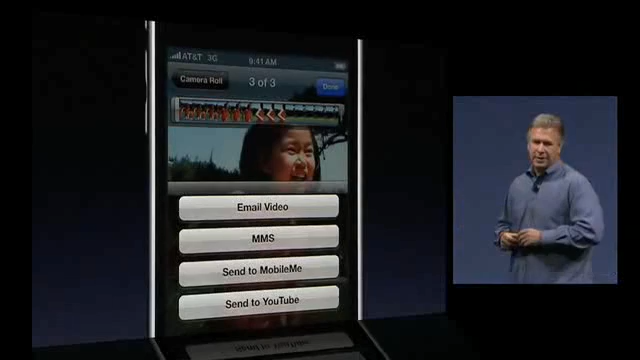 AT&T 3G
9:41 AM
Camera Roll
3 of 3
Done
Email Video
MMS
Send to MobileMe
Send to YouTube